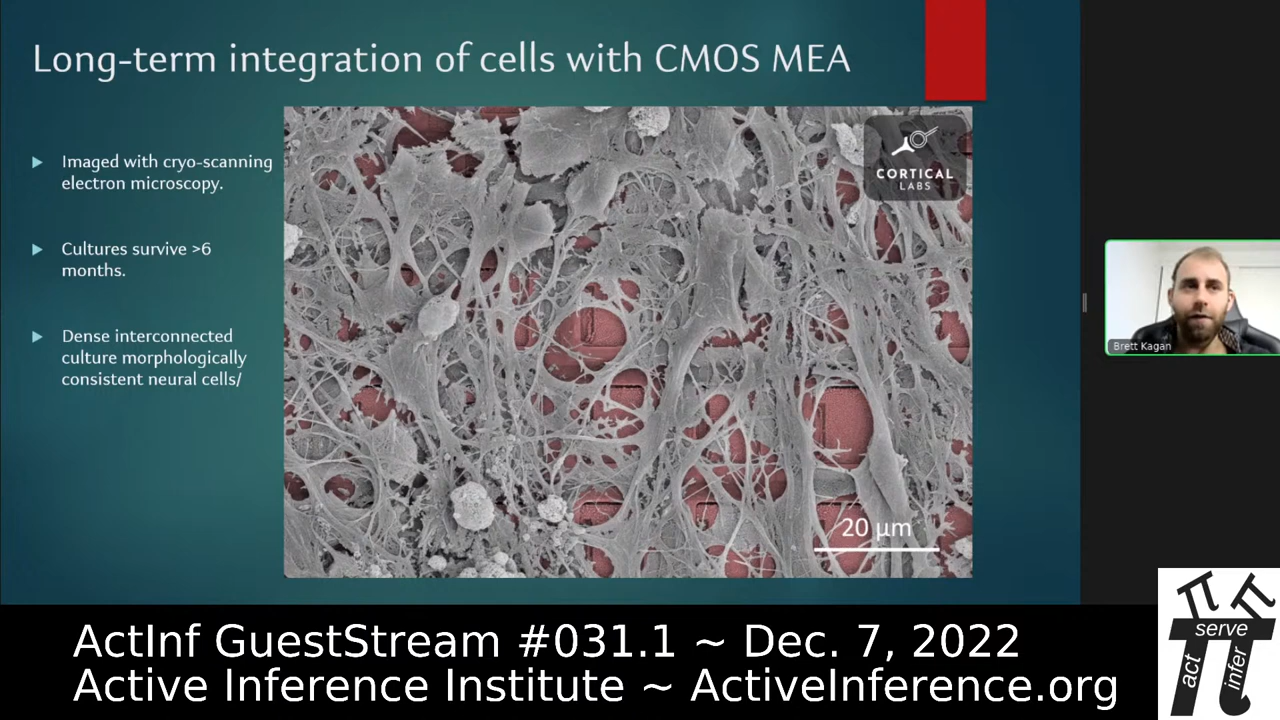 Long-term integration of cells with CMOS MEA
Imaged with cryo-scanning
electron microscopy.
Cultures survive >6
months.
Dense interconnected
culture morphologically
consistent neural cells/
CORTICAL
LABS
20 µm
Brett Kagan
ActInf GuestStream #031.1 ~ Dec. 7, 2022
Active Inference Institute ~ ActiveInference.org
π π
serve
act
infer